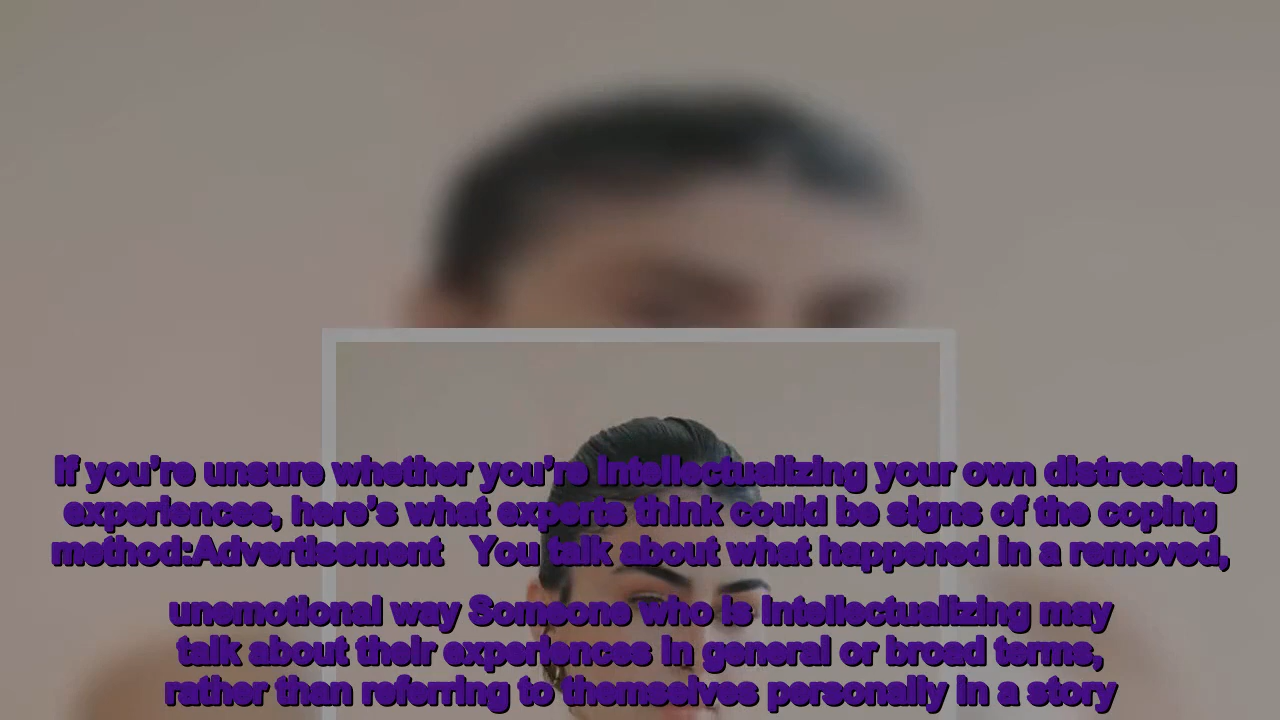 If you're unsure whether you're intellectualizing your own distressing
experiences, here's what experts think could be signs of the coping
method:Advertisement   You talk about what happened in a removed,
unemotional way Someone who is intellectualizing may
talk about their experiences in general or broad terms,
rather than referring to themselves personally in a story